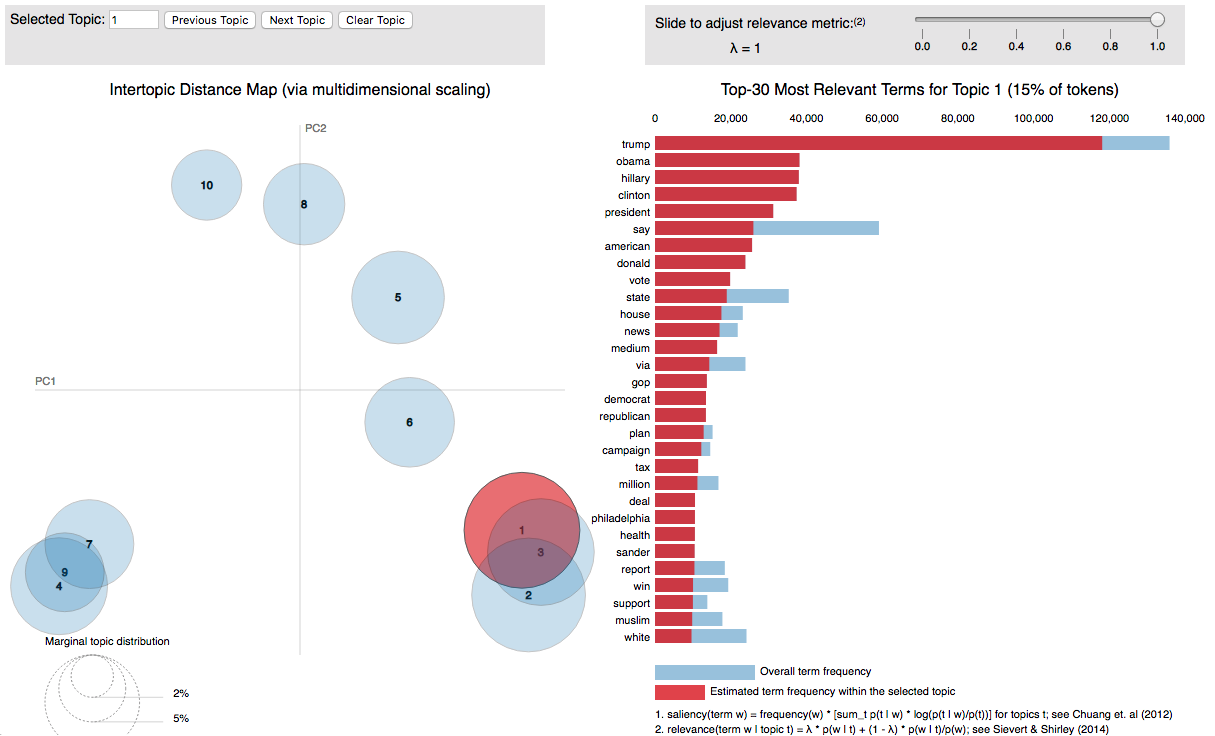 Selected Topic: 1 Previous Topic Next Topic Clear Topic
Slide to adjust relevance metric:(2)
λ = 1
0.0 0.2 0.4 0.6 0.8 1.0
Intertopic Distance Map (via multidimensional scaling)
PC2
PC1
10
8
5
6
1
3
2
7
9
4
Marginal topic distribution
2%
5%
Top-30 Most Relevant Terms for Topic 1 (15% of tokens)
0 20,000 40,000 60,000 80,000 100,000 120,000 140,000
trump
obama
hillary
clinton
president
say
american
donald
vote
state
house
news
medium
via
gop
democrat
republican
plan
campaign
tax
million
deal
philadelphia
health
sander
report
win
support
muslim
white
Overall term frequency
Estimated term frequency within the selected topic
1. saliency(term w) = frequency(w) * [sum_t p(t | w) * log(p(t | w)/p(t))] for topics t; see Chuang et. al (2012)
2. relevance(term w | topic t) = λ * p(w | t) + (1 - λ) * p(w | t)/p(w); see Sievert & Shirley (2014)